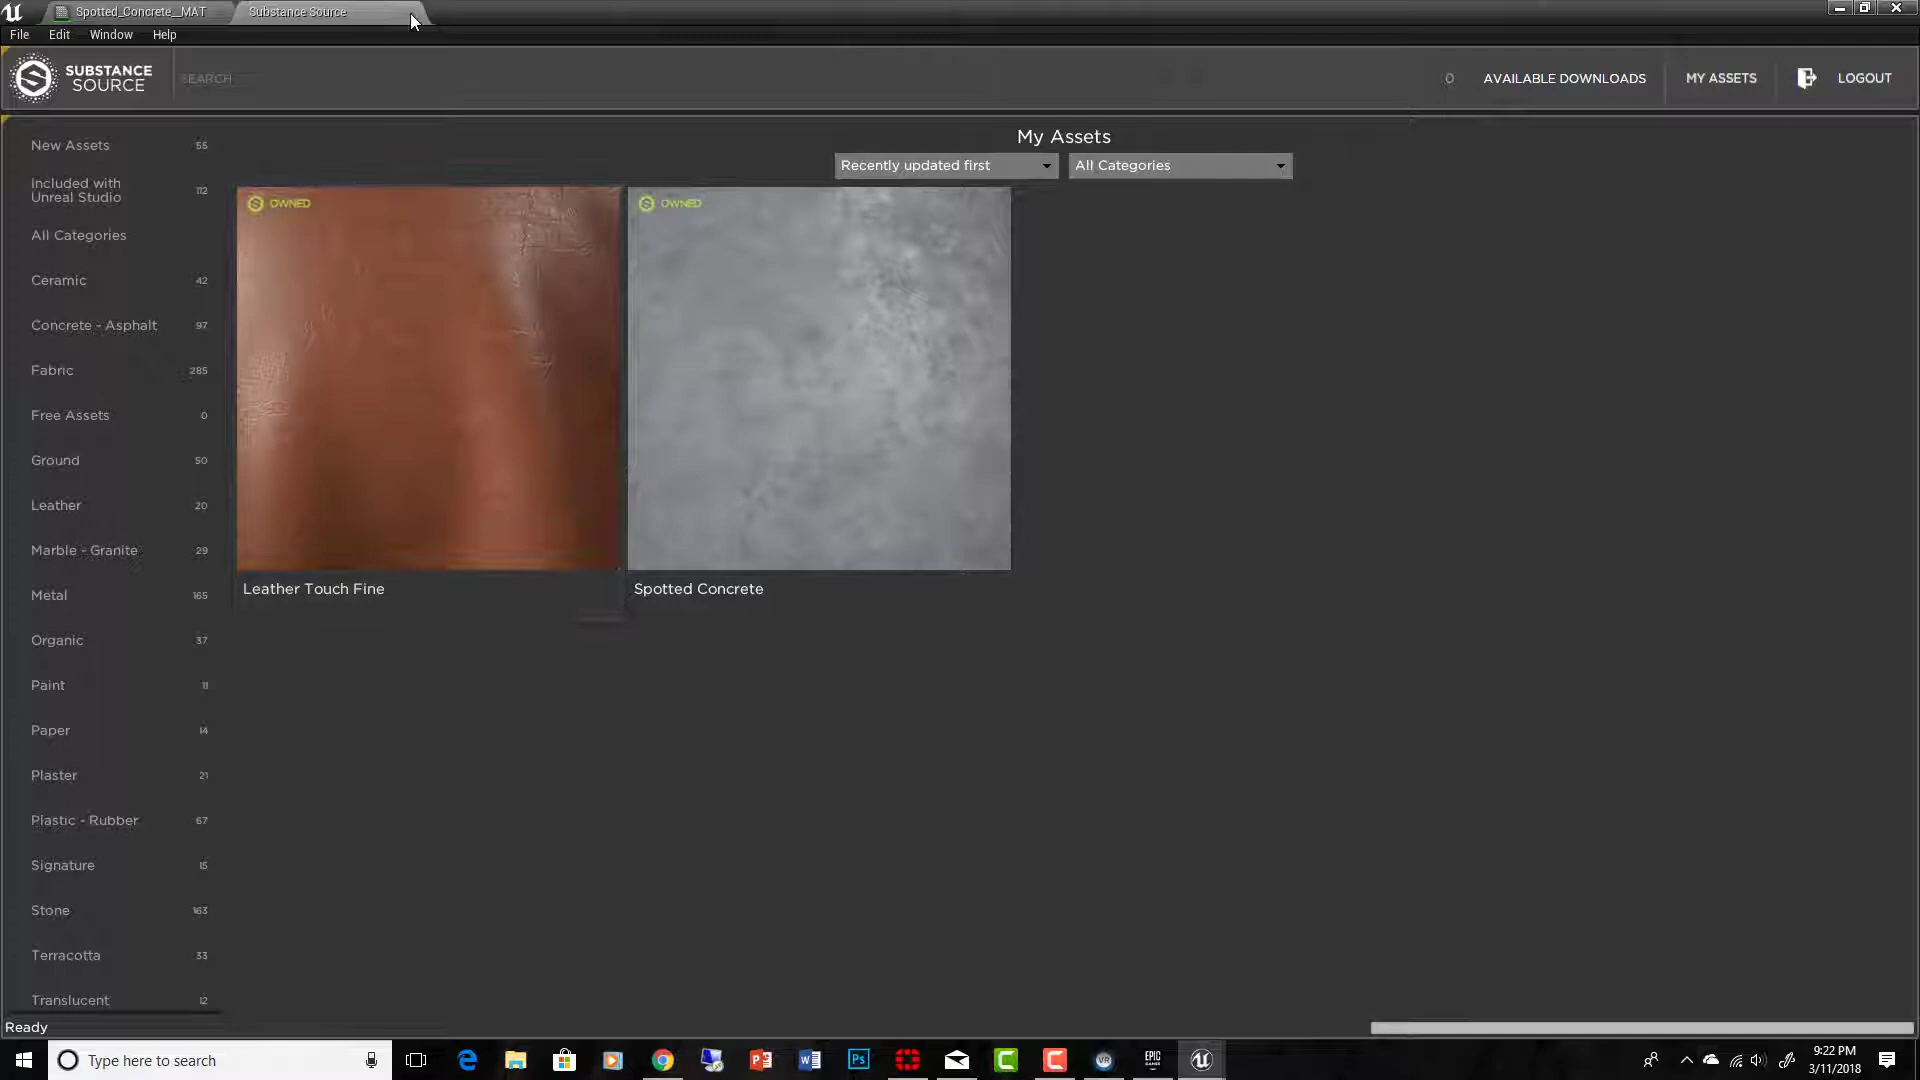 Spotted_Concrete__MAT
Substance Source
File Edit Window Help
SUBSTANCE SOURCE
SEARCH
0 AVAILABLE DOWNLOADS
MY ASSETS
LOGOUT
My Assets
Recently updated first
All Categories
New Assets 55
Included with Unreal Studio 112
All Categories
Ceramic 42
Concrete - Asphalt 97
Fabric 285
Free Assets 0
Ground 50
Leather 20
Marble - Granite 29
Metal 165
Organic 37
Paint 11
Paper 14
Plaster 21
Plastic - Rubber 67
Signature 15
Stone 163
Terracotta 33
Translucent 12
OWNED
Leather Touch Fine
OWNED
Spotted Concrete
Ready
Type here to search
EPIC GAMES
9:22 PM
3/11/2018